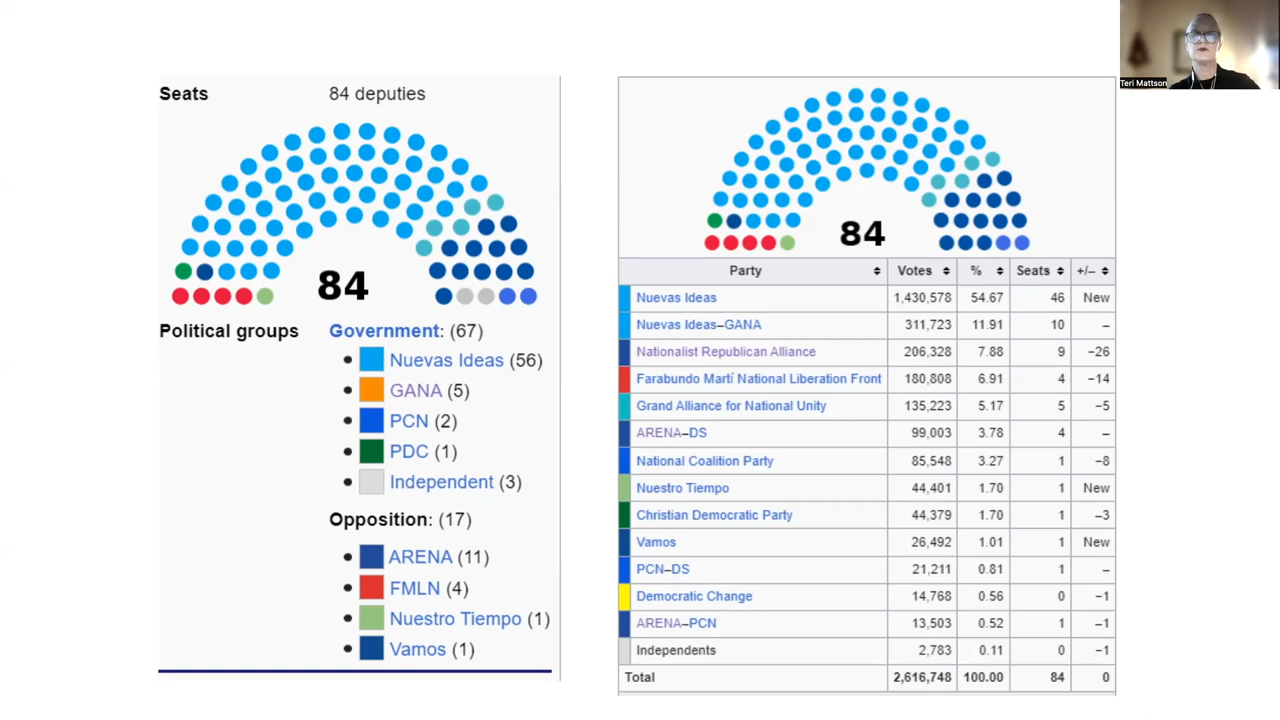 Teri Mattson
Seats 84 deputies
84
Political groups Government: (67)
• Nuevas Ideas (56)
• GANA (5)
• PCN (2)
• PDC (1)
• Independent (3)
Opposition: (17)
• ARENA (11)
• FMLN (4)
• Nuestro Tiempo (1)
• Vamos (1)
84
Party Votes % Seats +/–
Nuevas Ideas 1,430,578 54.67 46 New
Nuevas Ideas–GANA 311,723 11.91 10 –
Nationalist Republican Alliance 206,328 7.88 9 −26
Farabundo Martí National Liberation Front 180,808 6.91 4 −14
Grand Alliance for National Unity 135,223 5.17 5 −5
ARENA–DS 99,003 3.78 4 –
National Coalition Party 85,548 3.27 1 −8
Nuestro Tiempo 44,401 1.70 1 New
Christian Democratic Party 44,379 1.70 1 −3
Vamos 26,492 1.01 1 New
PCN–DS 21,211 0.81 1 –
Democratic Change 14,768 0.56 0 −1
ARENA–PCN 13,503 0.52 1 −1
Independents 2,783 0.11 0 −1
Total 2,616,748 100.00 84 0